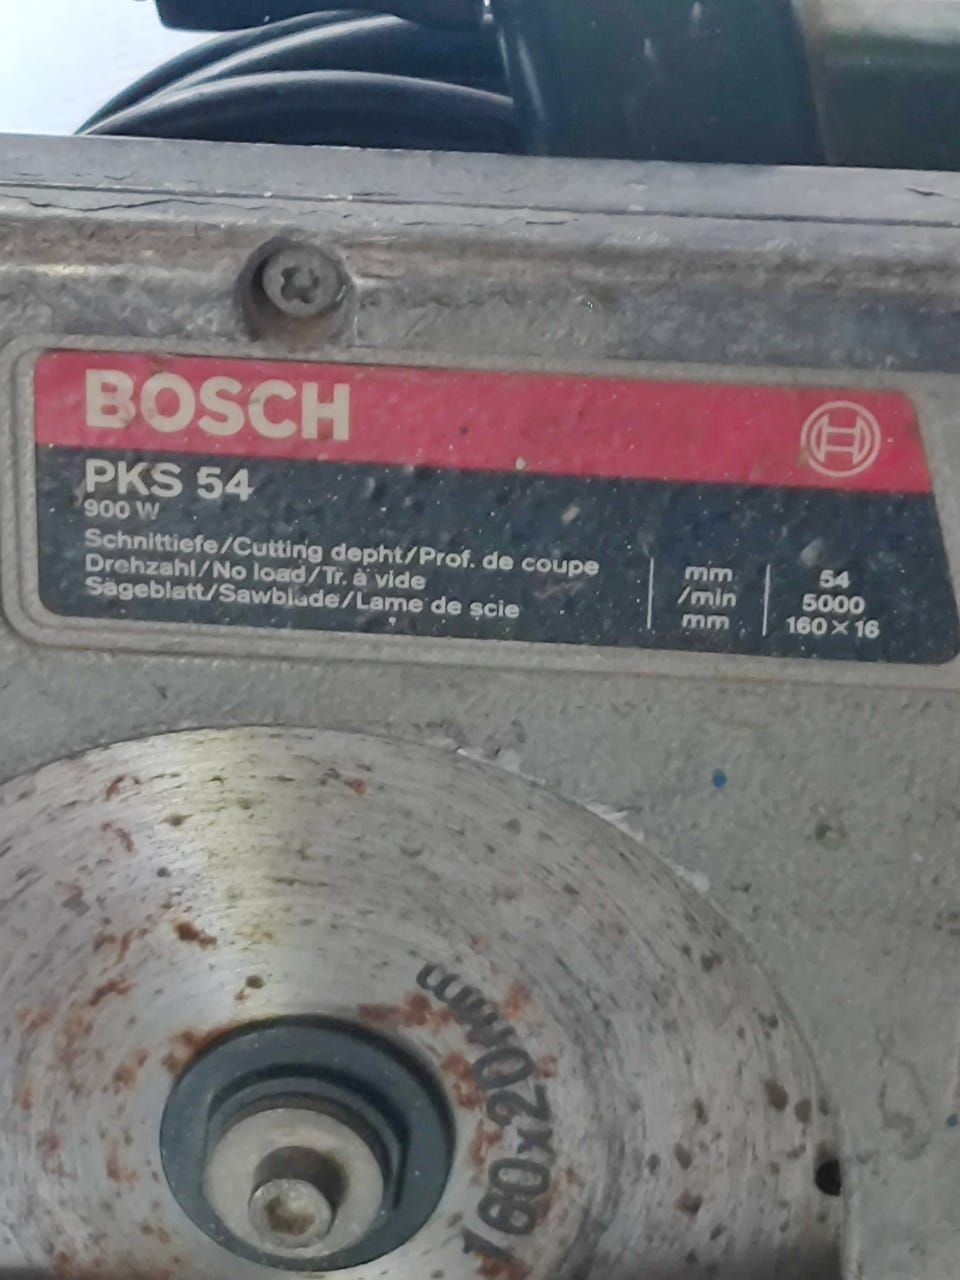 BOSCH
PKS 54
900 W
Schnittiefe/Cutting depht/Prof. de coupe mm 54
Drehzahl/No load/Tr. à vide /min 5000
Sägeblatt/Sawblade/Lame de scie mm 160×16
160x20mm